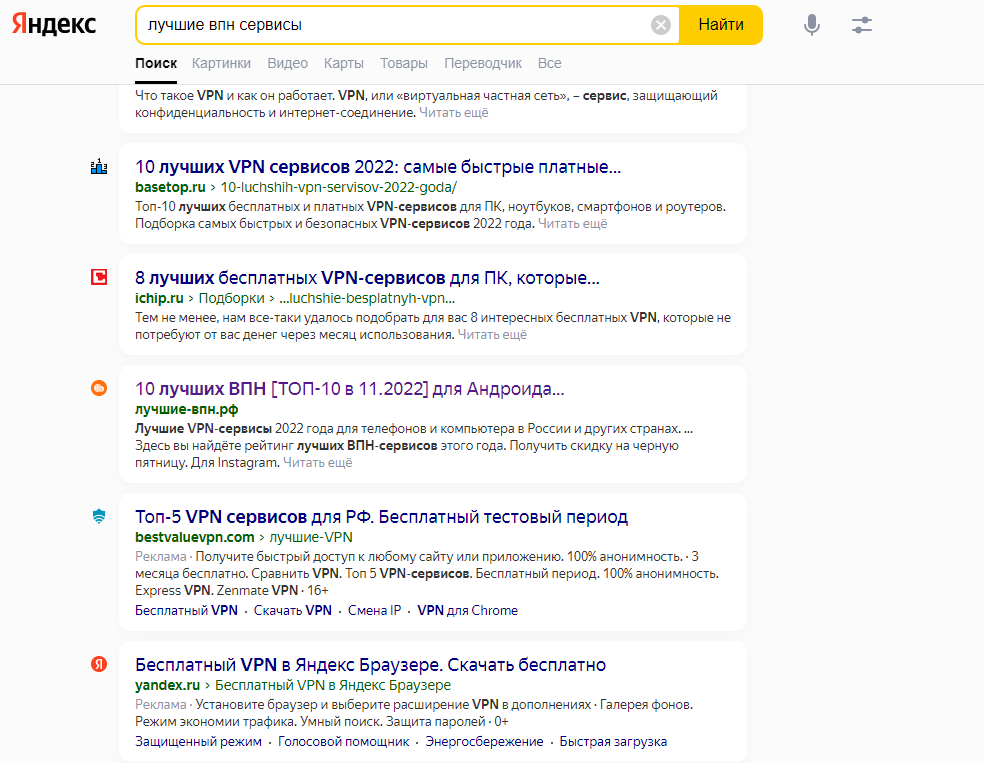 Яндекс
лучшие впн сервисы
Найти
Поиск Картинки Видео Карты Товары Переводчик Все
Что такое VPN и как он работает. VPN, или «виртуальная частная сеть», – сервис, защищающий
конфиденциальность и интернет-соединение. Читать ещё
10 лучших VPN сервисов 2022: самые быстрые платные...
basetop.ru › 10-luchshih-vpn-servisov-2022-goda/
Топ-10 лучших бесплатных и платных VPN-сервисов для ПК, ноутбуков, смартфонов и роутеров.
Подборка самых быстрых и безопасных VPN-сервисов 2022 года. Читать ещё
8 лучших бесплатных VPN-сервисов для ПК, которые...
ichip.ru › Подборки › ...luchshie-besplatnyh-vpn...
Тем не менее, нам все-таки удалось подобрать для вас 8 интересных бесплатных VPN, которые не
потребуют от вас денег через месяц использования. Читать ещё
10 лучших ВПН [ТОП-10 в 11.2022] для Андроида...
лучшие-впн.рф
Лучшие VPN-сервисы 2022 года для телефонов и компьютера в России и других странах. ...
Здесь вы найдёте рейтинг лучших ВПН-сервисов этого года. Получить скидку на черную
пятницу. Для Instagram. Читать ещё
Топ-5 VPN сервисов для РФ. Бесплатный тестовый период
bestvaluevpn.com › лучшие-VPN
Реклама · Получите быстрый доступ к любому сайту или приложению. 100% анонимность. · 3
месяца бесплатно. Сравнить VPN. Топ 5 VPN-сервисов. Бесплатный период. 100% анонимность.
Express VPN. Zenmate VPN · 16+
Бесплатный VPN · Скачать VPN · Смена IP · VPN для Chrome
Я
Бесплатный VPN в Яндекс Браузере. Скачать бесплатно
yandex.ru › Бесплатный VPN в Яндекс Браузере
Реклама · Установите браузер и выберите расширение VPN в дополнениях · Галерея фонов.
Режим экономии трафика. Умный поиск. Защита паролей · 0+
Защищенный режим · Голосовой помощник · Энергосбережение · Быстрая загрузка